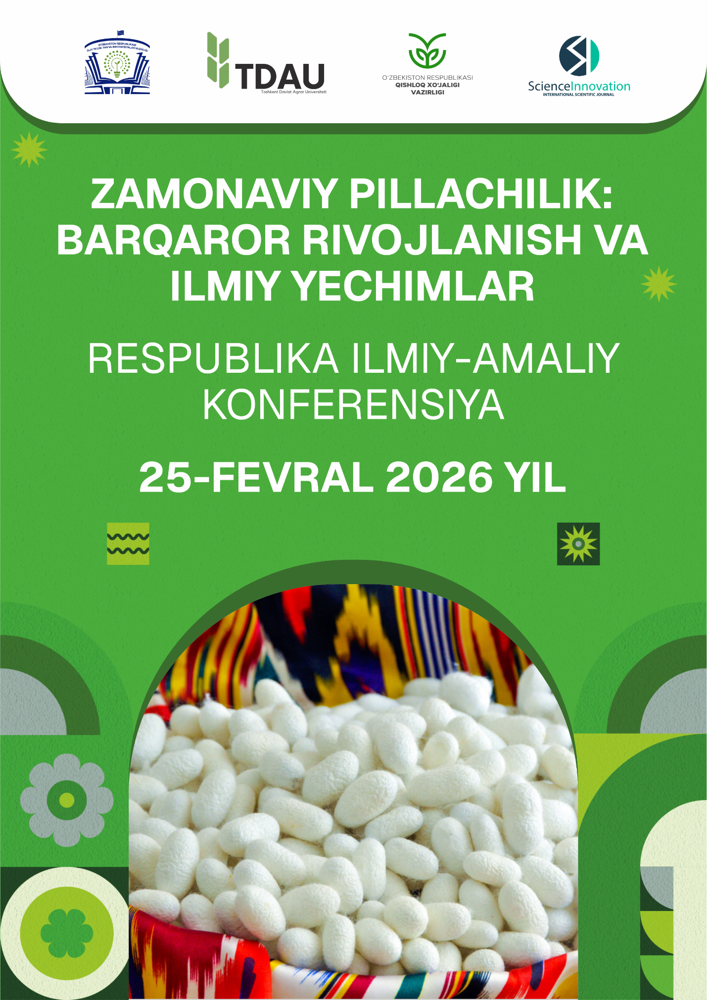 O'ZBEKISTON RESPUBLIKASI
OLIY TA'LIM, FAN VA INNOVATSIYALAR VAZIRLIGI
TDAU
Toshkent Davlat Agrar Universiteti
O'ZBEKISTON RESPUBLIKASI
QISHLOQ XO'JALIGI
VAZIRLIGI
ScienceInnovation
INTERNATIONAL SCIENTIFIC JOURNAL
ZAMONAVIY PILLACHILIK:
BARQAROR RIVOJLANISH VA
ILMIY YECHIMLAR
RESPUBLIKA ILMIY-AMALIY
KONFERENSIYA
25-FEVRAL 2026 YIL